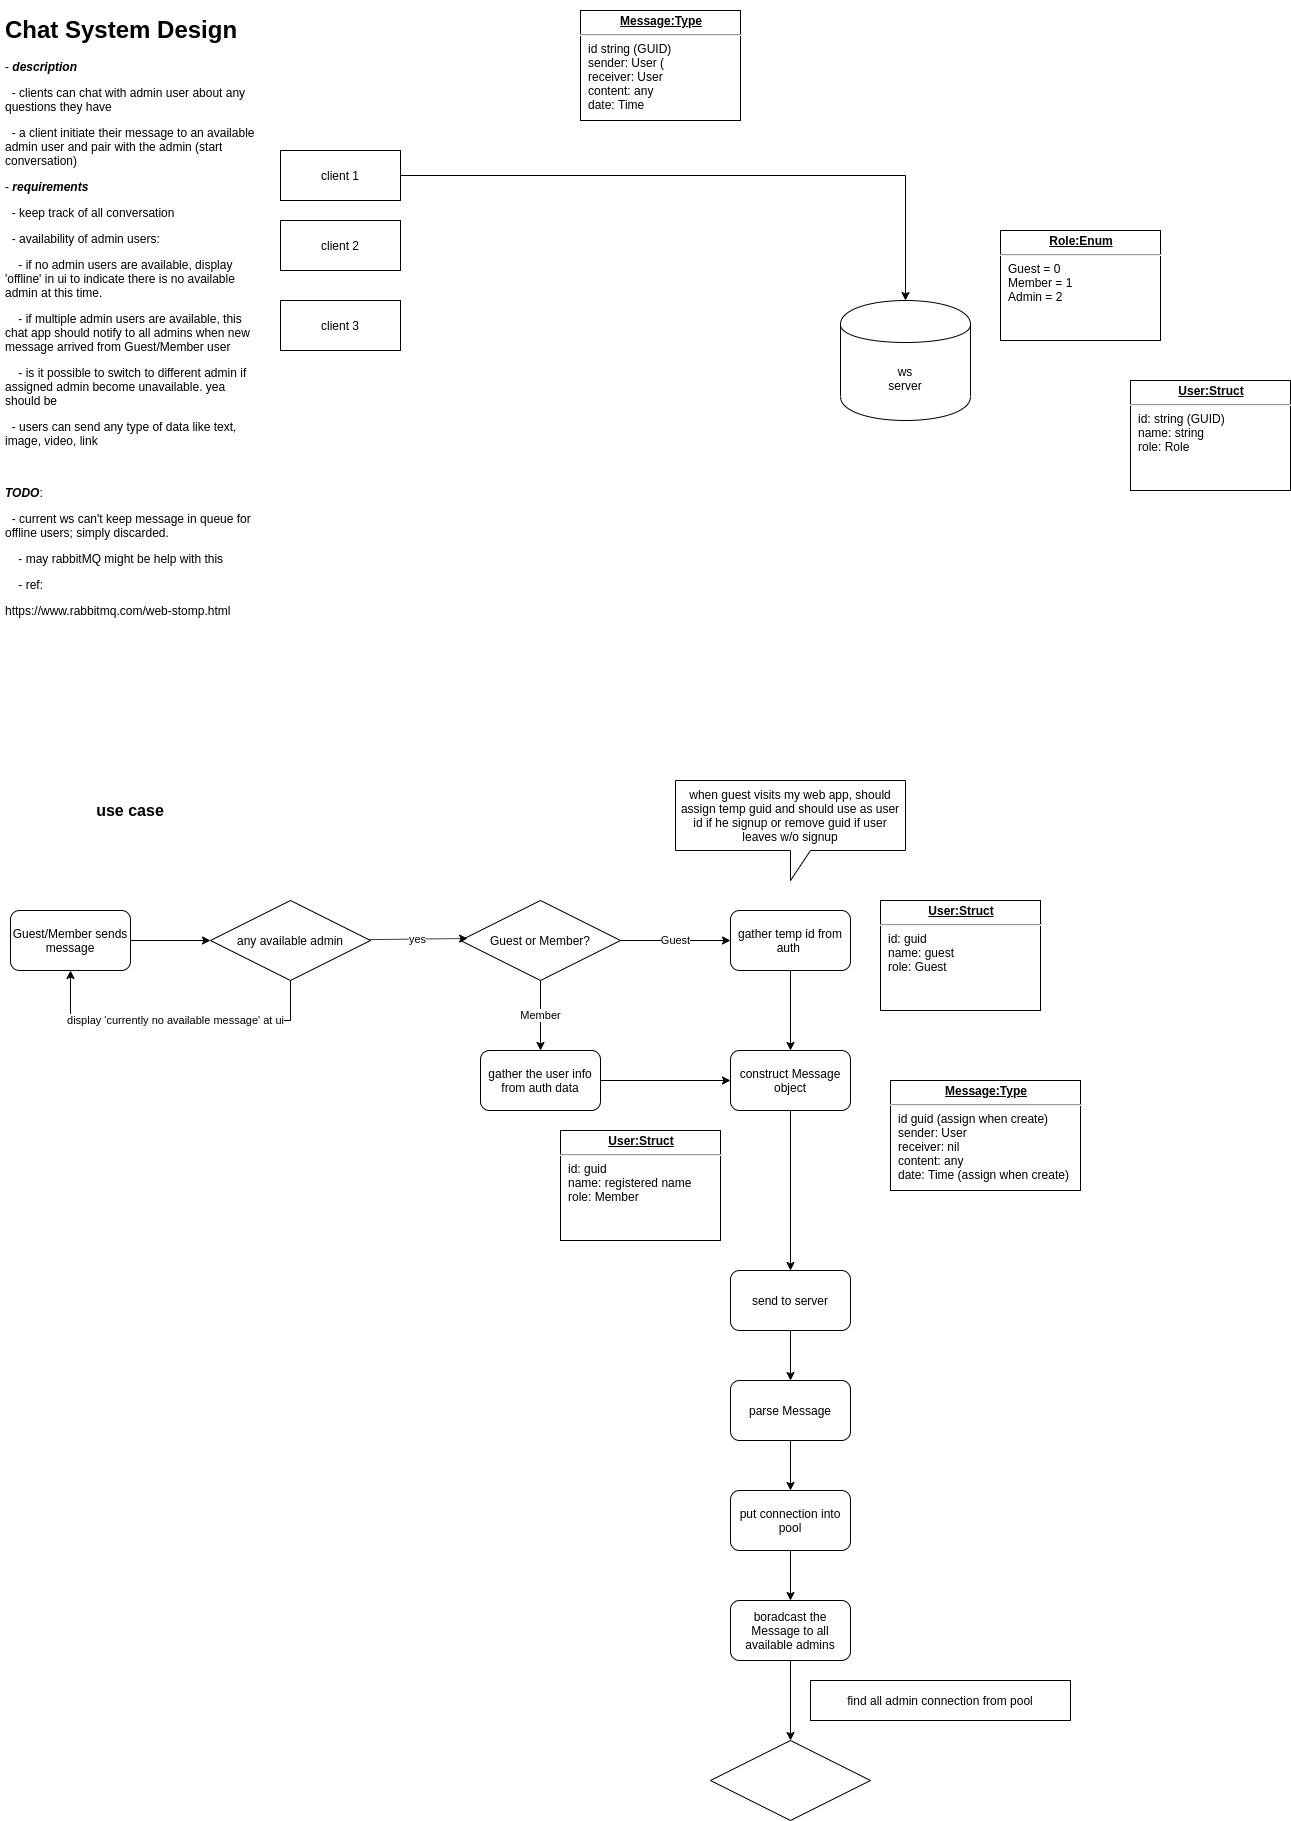 Chat System Design
- description
- clients can chat with admin user about any
questions they have
- a client initiate their message to an available
admin user and pair with the admin (start
conversation)
- requirements
- keep track of all conversation
- availability of admin users:
- if no admin users are available, display
'offline' in ui to indicate there is no available
admin at this time.
- if multiple admin users are available, this
chat app should notify to all admins when new
message arrived from Guest/Member user
- is it possible to switch to different admin if
assigned admin become unavailable. yea
should be
- users can send any type of data like text,
image, video, link
TODO:
- current ws can't keep message in queue for
offline users; simply discarded.
- may rabbitMQ might be help with this
- ref:
https://www.rabbitmq.com/web-stomp.html
Message:Type
id string (GUID)
sender: User (
receiver: User
content: any
date: Time
client 1
client 2
client 3
ws
server
Role:Enum
Guest = 0
Member = 1
Admin = 2
User:Struct
id: string (GUID)
name: string
role: Role
use case
when guest visits my web app, should
assign temp guid and should use as user
id if he signup or remove guid if user
leaves w/o signup
Guest/Member sends
message
any available admin
yes
Guest or Member?
Guest
gather temp id from
auth
User:Struct
id: guid
name: guest
role: Guest
display 'currently no available message' at ui
Member
gather the user info
from auth data
construct Message
object
Message:Type
id guid (assign when create)
sender: User
receiver: nil
content: any
date: Time (assign when create)
User:Struct
id: guid
name: registered name
role: Member
send to server
parse Message
put connection into
pool
boradcast the
Message to all
available admins
find all admin connection from pool